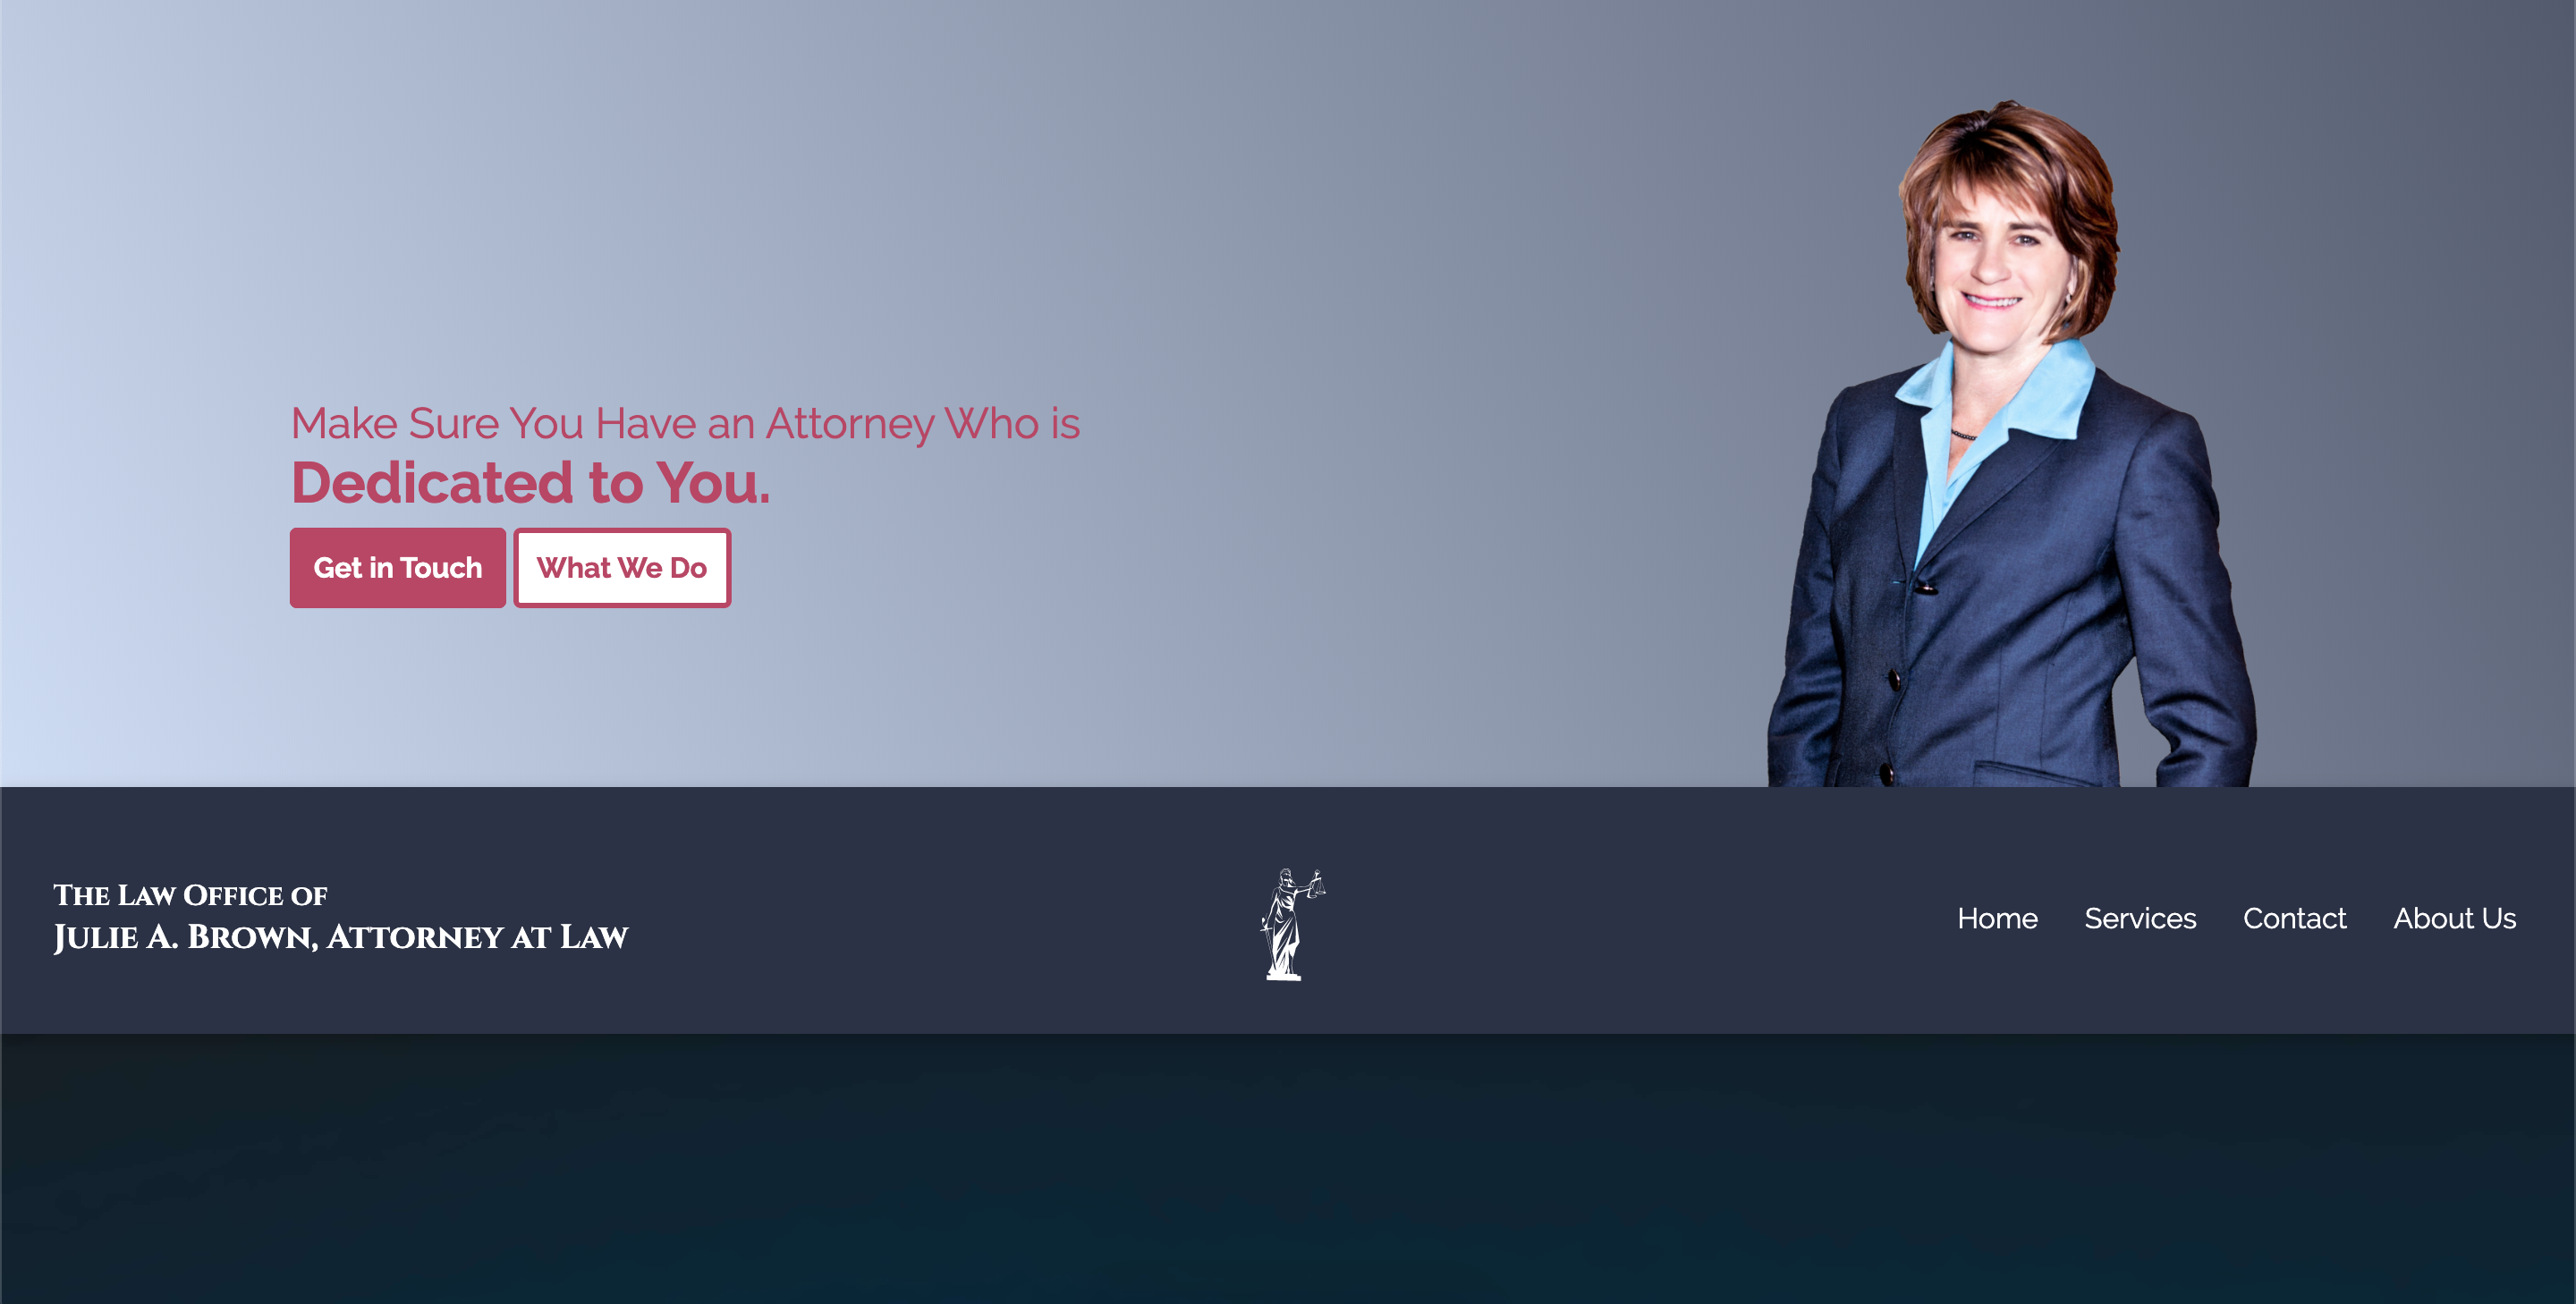 Make Sure You Have an Attorney Who is
Dedicated to You.
Get in Touch
What We Do
The Law Office of
Julie A. Brown, Attorney at Law
Home
Services
Contact
About Us